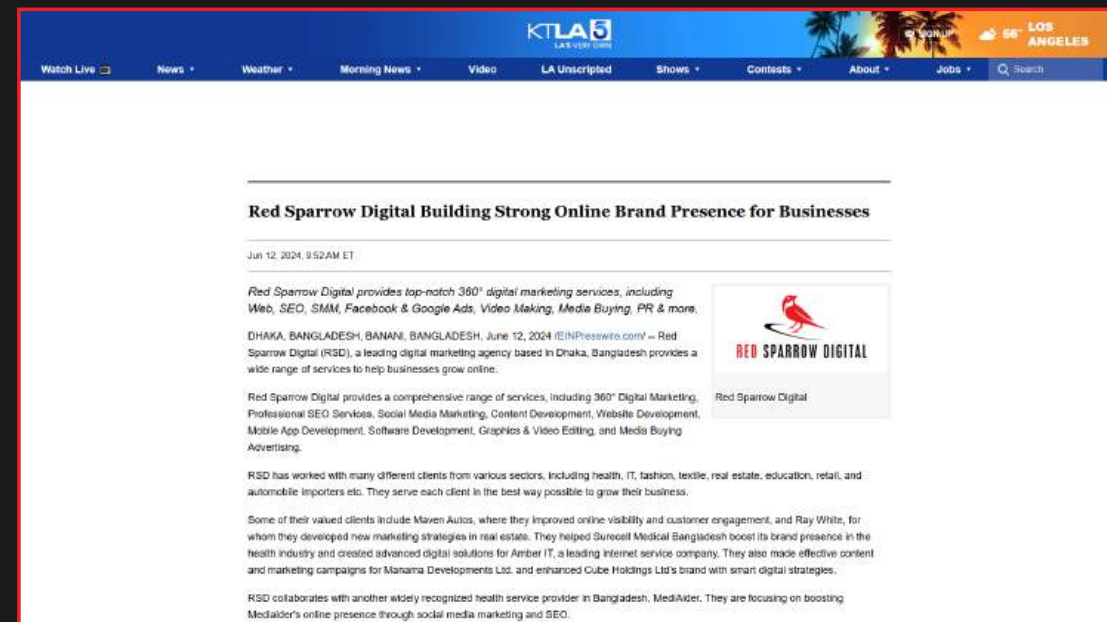 KTLA 5
LA'S VERY OWN
SIGN UP
56° LOS ANGELES
Watch Live
News
Weather
Morning News
Video
LA Unscripted
Shows
Contests
About
Jobs
Search
Red Sparrow Digital Building Strong Online Brand Presence for Businesses
Jun 12, 2024, 9:52 AM ET
Red Sparrow Digital provides top-notch 360° digital marketing services, including
Web, SEO, SMM, Facebook & Google Ads, Video Making, Media Buying, PR & more.
DHAKA, BANGLADESH, BANANI, BANGLADESH, June 12, 2024 /EINPresswire.com/ -- Red
Sparrow Digital (RSD), a leading digital marketing agency based in Dhaka, Bangladesh provides a
wide range of services to help businesses grow online.
RED SPARROW DIGITAL
Red Sparrow Digital
Red Sparrow Digital provides a comprehensive range of services, including 360° Digital Marketing,
Professional SEO Services, Social Media Marketing, Content Development, Website Development,
Mobile App Development, Software Development, Graphics & Video Editing, and Media Buying
Advertising.
RSD has worked with many different clients from various sectors, including health, IT, fashion, textile, real estate, education, retail, and
automobile importers etc. They serve each client in the best way possible to grow their business.
Some of their valued clients include Maven Autos, where they improved online visibility and customer engagement, and Ray White, for
whom they developed new marketing strategies in real estate. They helped Surecell Medical Bangladesh boost its brand presence in the
health industry and created advanced digital solutions for Amber IT, a leading internet service company. They also made effective content
and marketing campaigns for Manama Developments Ltd. and enhanced Cube Holdings Ltd's brand with smart digital strategies.
RSD collaborates with another widely recognized health service provider in Bangladesh, MediAider. They are focusing on boosting
Mediaider's online presence through social media marketing and SEO.